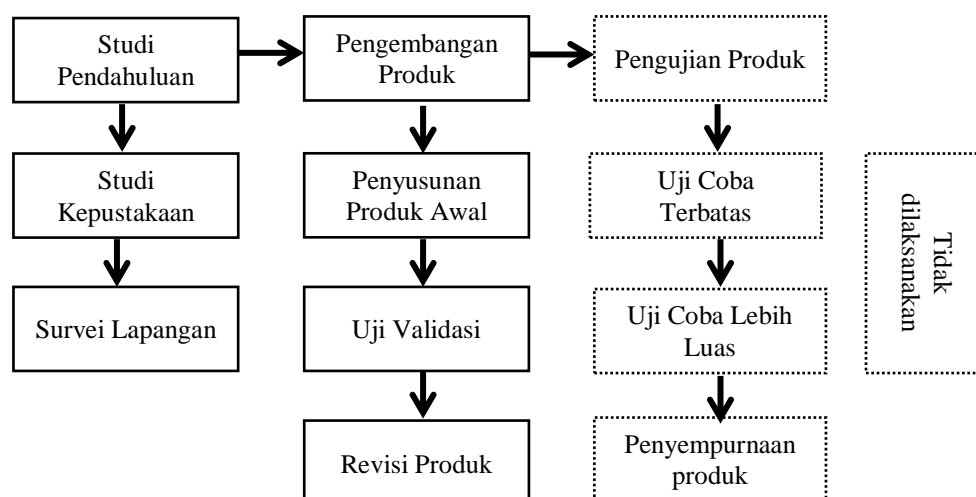 Studi
Pendahuluan
Pengembangan
Produk
Pengujian Produk
Studi
Kepustakaan
Penyusunan
Produk Awal
Uji Coba
Terbatas
Tidak
dilaksanakan
Survei Lapangan
Uji Validasi
Uji Coba Lebih
Luas
Revisi Produk
Penyempurnaan
produk